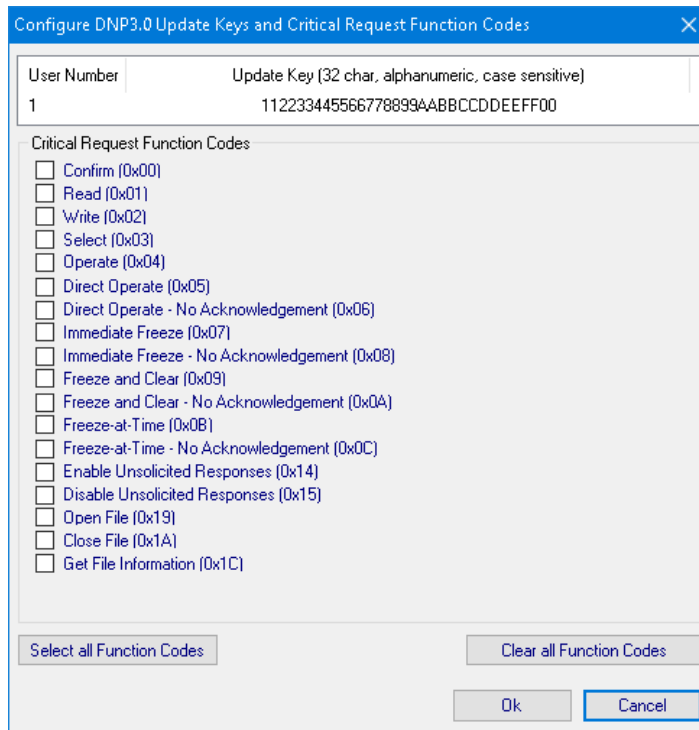 Configure DNP3.0 Update Keys and Critical Request Function Codes
User Number Update Key (32 char, alphanumeric, case sensitive)
1 112233445566778899AABBCCDDEEFF00
Critical Request Function Codes
Confirm (0x00)
Read (0x01)
Write (0x02)
Select (0x03)
Operate (0x04)
Direct Operate (0x05)
Direct Operate - No Acknowledgement (0x06)
Immediate Freeze (0x07)
Immediate Freeze - No Acknowledgement (0x08)
Freeze and Clear (0x09)
Freeze and Clear - No Acknowledgement (0x0A)
Freeze-at-Time (0x0B)
Freeze-at-Time - No Acknowledgement (0x0C)
Enable Unsolicited Responses (0x14)
Disable Unsolicited Responses (0x15)
Open File (0x19)
Close File (0x1A)
Get File Information (0x1C)
Select all Function Codes Clear all Function Codes
Ok Cancel